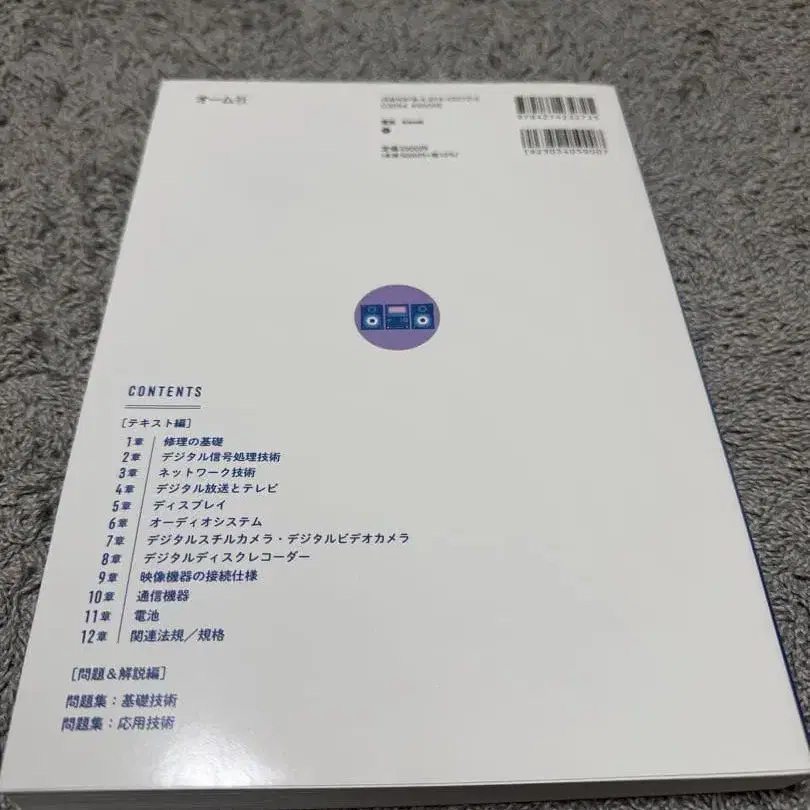 オーム社
9784274232732
定価5500円
CONTENTS
[テキスト編]
1章 修理の基礎
2章 デジタル信号処理技術
3章 ネットワーク技術
4章 デジタル放送とテレビ
5章 ディスプレイ
6章 オーディオシステム
7章 デジタルスチルカメラ・デジタルビデオカメラ
8章 デジタルディスクレコーダー
9章 映像機器の接続仕様
10章 通信機器
11章 電池
12章 関連法規／規格
[問題&解説編]
問題集：基礎技術
問題集：応用技術